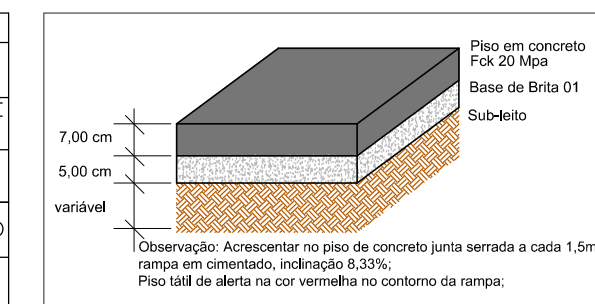 Piso em concreto
Fck 20 Mpa
Base de Brita 01
Sub-leito
7,00 cm
5,00 cm
variável
Observação: Acrescentar no piso de concreto junta serrada a cada 1,5m
rampa em cimentado, inclinação 8,33%;
Piso tátil de alerta na cor vermelha no contorno da rampa;